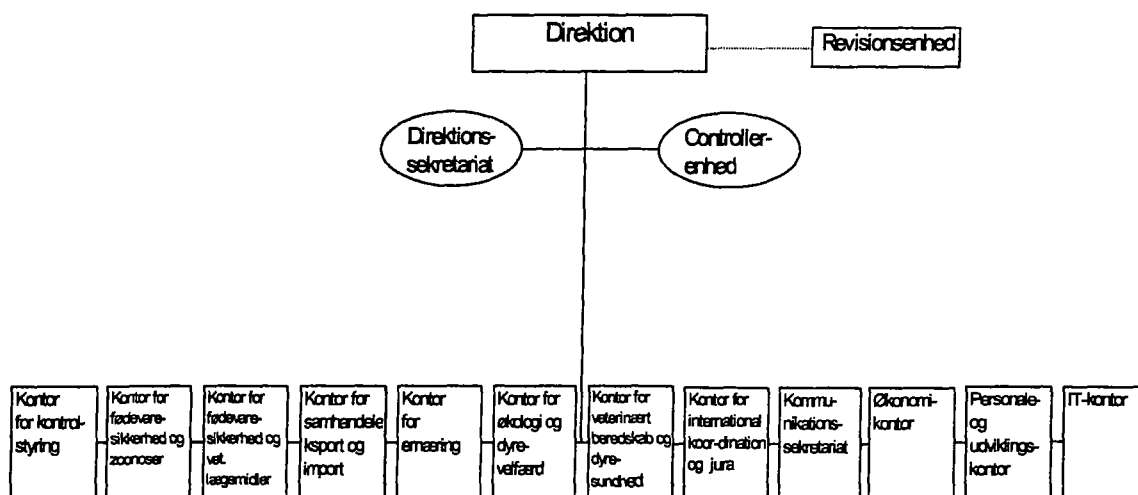 Direktion
Revisionsenhed
Direktions-
sekretariat
Controller-
enhed
Kontor
for kontrol-
styring
Kontor for
fødevare-
sikkerhed og
zoonoser
Kontor for
fødevare-
sikkerhed og
vet.
lægemidler
Kontor for
samhandele
ksport og
import
Kontor
for
ernæring
Kontor for
økologi og
dyre-
velfærd
Kontor for
veterinært
beredskab og
dyre-
sundhed
Kontor for
international
koor-dination
og jura
Kommu-
nikations-
sekretariat
Økonomi-
kontor
Personale-
og
udviklings-
kontor
IT-kontor